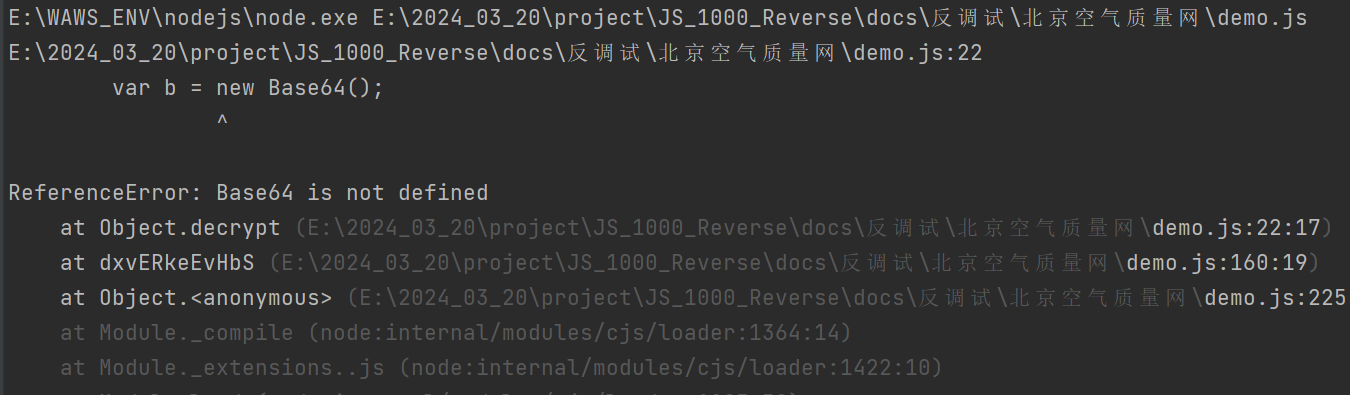 E:\WAWS_ENV\nodejs\node.exe E:\2024_03_20\project\JS_1000_Reverse\docs\反调试\北京空气质量网\demo.js
E:\2024_03_20\project\JS_1000_Reverse\docs\反调试\北京空气质量网\demo.js:22
        var b = new Base64();
                ^
ReferenceError: Base64 is not defined
    at Object.decrypt (E:\2024_03_20\project\JS_1000_Reverse\docs\反调试\北京空气质量网\demo.js:22:17)
    at dxvERkeEvHbS (E:\2024_03_20\project\JS_1000_Reverse\docs\反调试\北京空气质量网\demo.js:160:19)
    at Object.<anonymous> (E:\2024_03_20\project\JS_1000_Reverse\docs\反调试\北京空气质量网\demo.js:225
    at Module._compile (node:internal/modules/cjs/loader:1364:14)
    at Module._extensions..js (node:internal/modules/cjs/loader:1422:10)